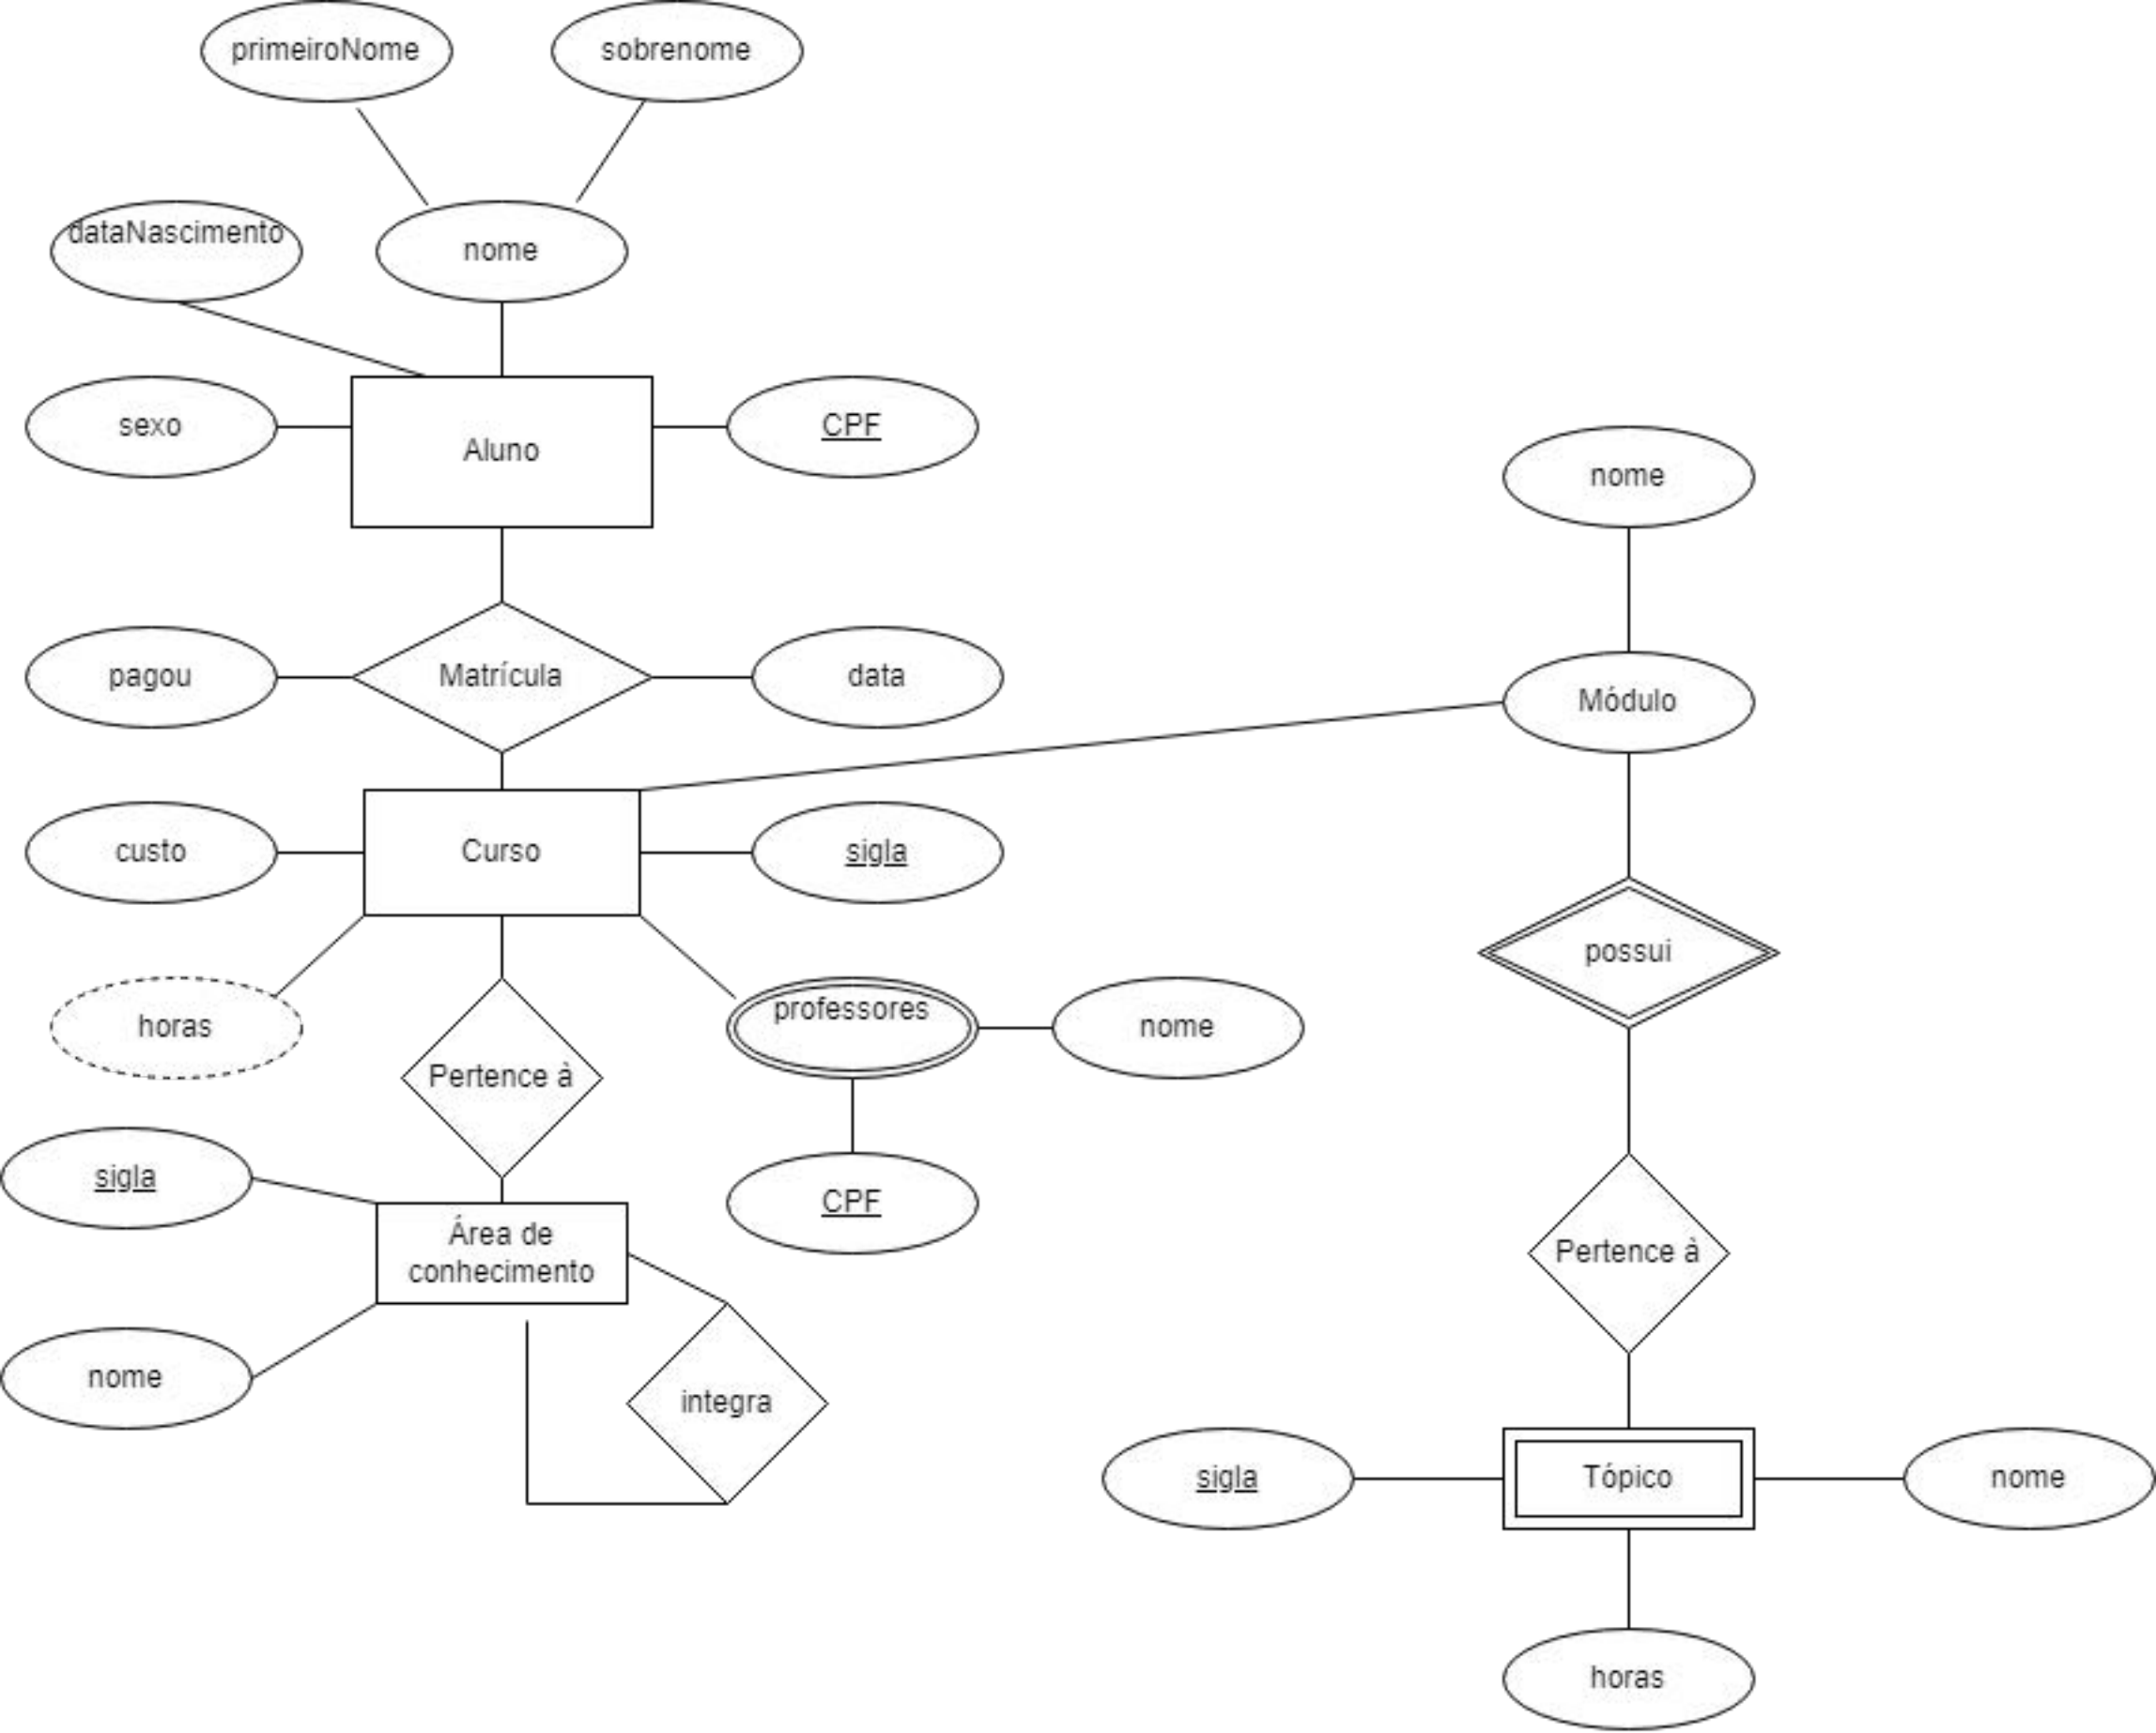 primeiroNome
sobrenome
dataNascimento
nome
sexo
Aluno
CPF
nome
pagou
Matrícula
data
Módulo
custo
Curso
sigla
possui
horas
professores
nome
Pertence à
sigla
CPF
Área de
conhecimento
Pertence à
nome
integra
sigla
Tópico
nome
horas